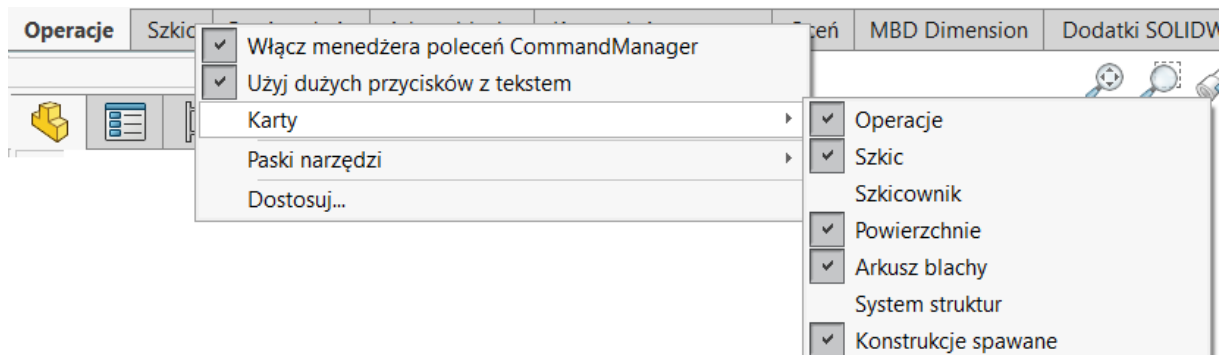 Operacje Szkic ceń MBD Dimension Dodatki SOLIDW
Włącz menedżera poleceń CommandManager
Użyj dużych przycisków z tekstem
Karty
Paski narzędzi
Dostosuj...
Operacje
Szkic
Szkicownik
Powierzchnie
Arkusz blachy
System struktur
Konstrukcje spawane